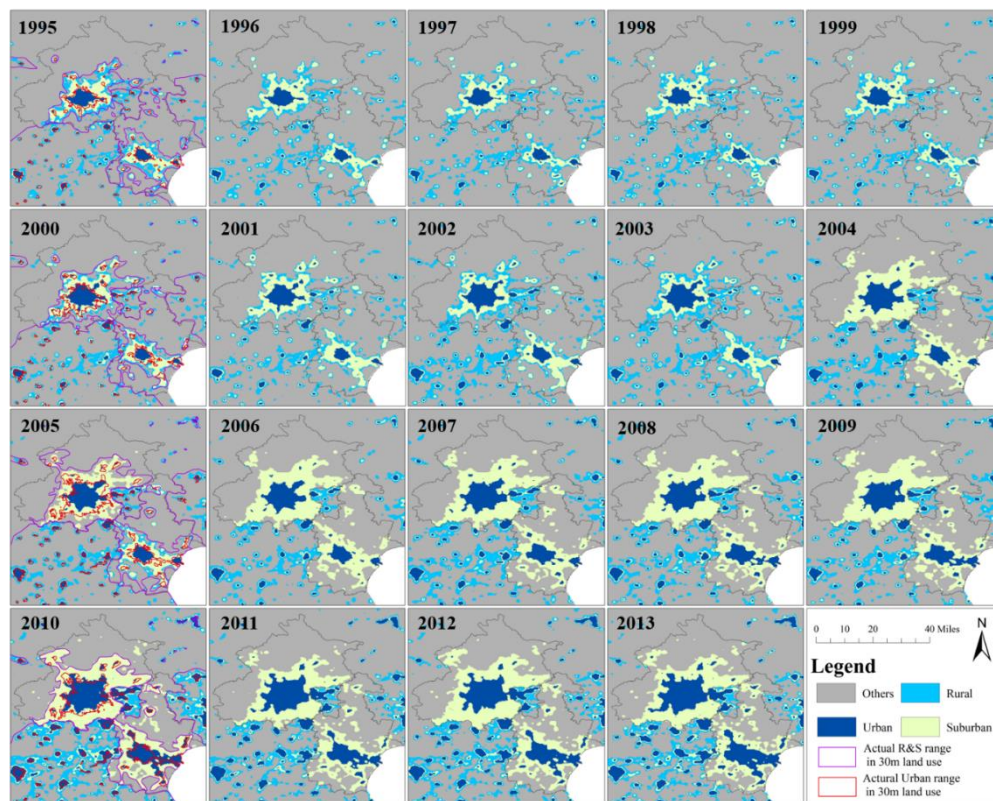 1995
1996
1997
1998
1999
2000
2001
2002
2003
2004
2005
2006
2007
2008
2009
2010
2011
2012
2013
N
0 10 20 40 Miles
Legend
Others
Rural
Urban
Suburban
Actual R&S range
in 30m land use
Actural Urban range
in 30m land use